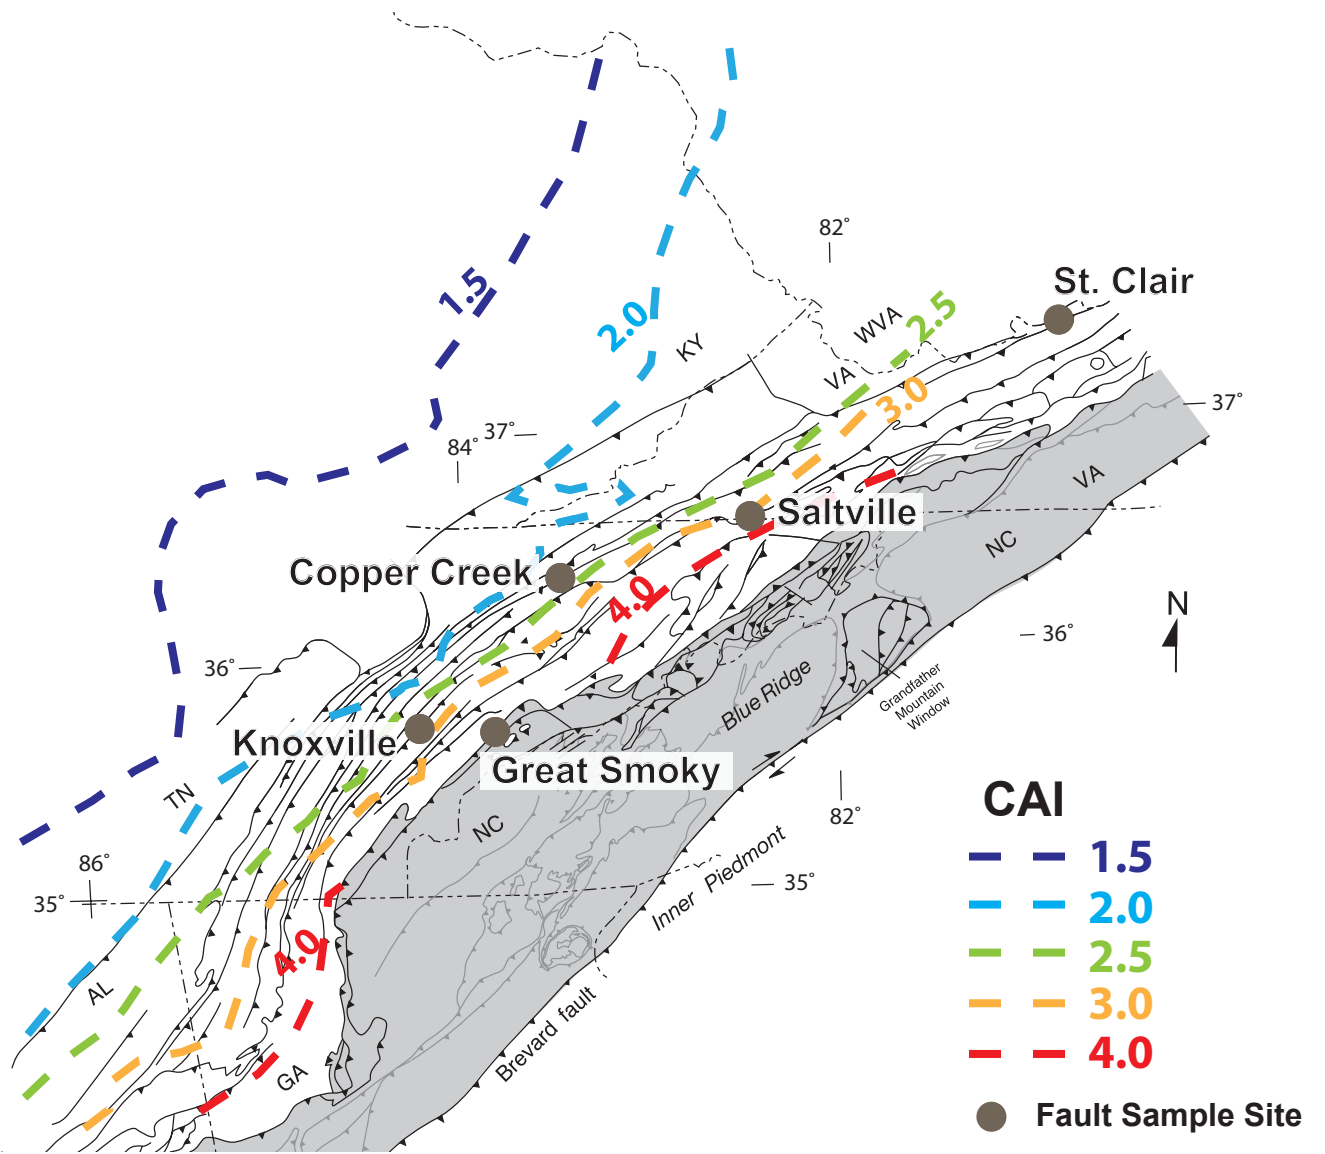 82°
St. Clair
1.5
2.0
2.5
WVA
KY
VA
3.0
37°
37°
84°
VA
Saltville
NC
Copper Creek
4.0
N
36°
36°
Blue Ridge
Grandfather
Mountain
Window
Knoxville
Great Smoky
TN
NC
82°
CAI
86°
35°
35°
Inner Piedmont
1.5
2.0
2.5
3.0
4.0
4.0
AL
GA
Brevard fault
Fault Sample Site